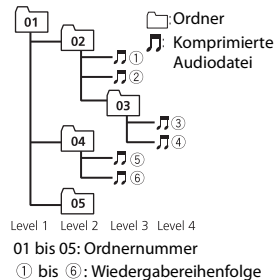 01
:Ordner
02
: Komprimierte
Audiodatei
①
②
03
③
④
04
⑤
⑥
05
Level 1 Level 2 Level 3 Level 4
01 bis 05: Ordnernummer
① bis ⑥: Wiedergabereihenfolge